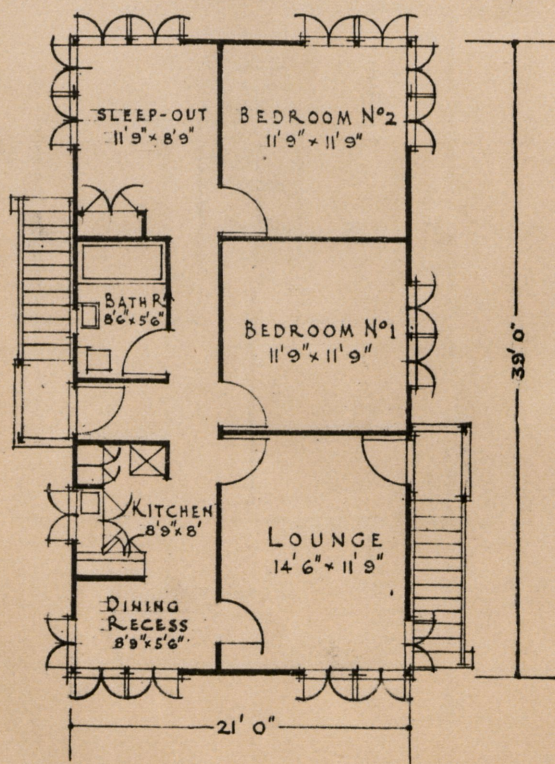 SLEEP-OUT
11'9" x 8'9"
BEDROOM No2
11'9" x 11'9"
BATH R
8'6" x 5'6"
BEDROOM No1
11'9" x 11'9"
39' 0"
KITCHEN
8'9" x 8'
LOUNGE
14'6" x 11'9"
DINING
RECESS
8'9" x 5'6"
21' 0"